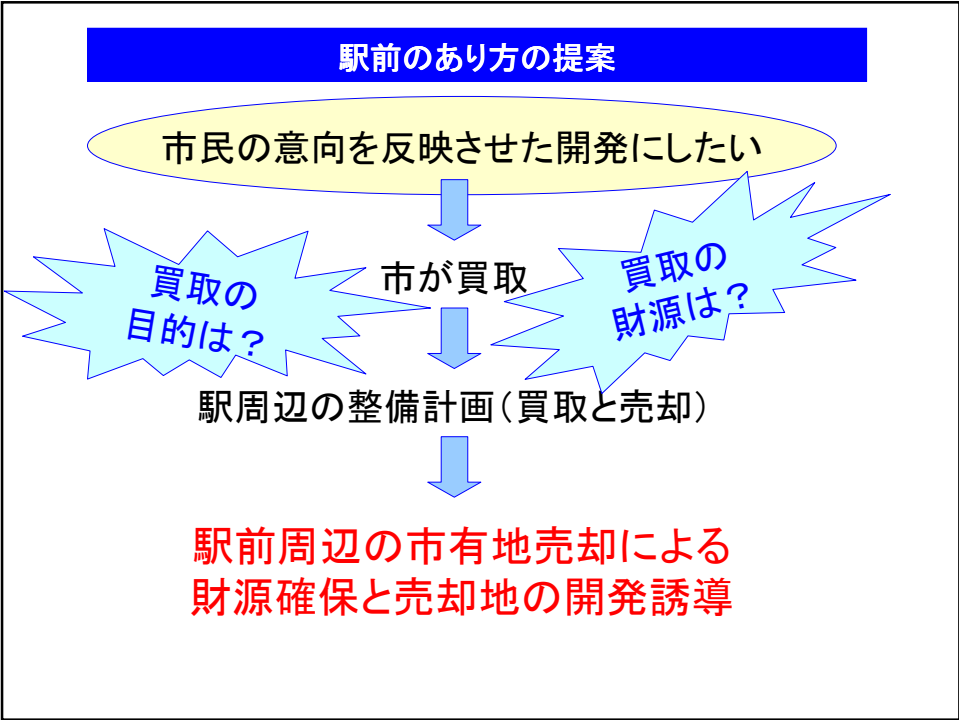 駅前のあり方の提案
市民の意向を反映させた開発にしたい
市が買取
買取の
目的は？
買取の
財源は？
駅周辺の整備計画（買取と売却）
駅前周辺の市有地売却による
財源確保と売却地の開発誘導